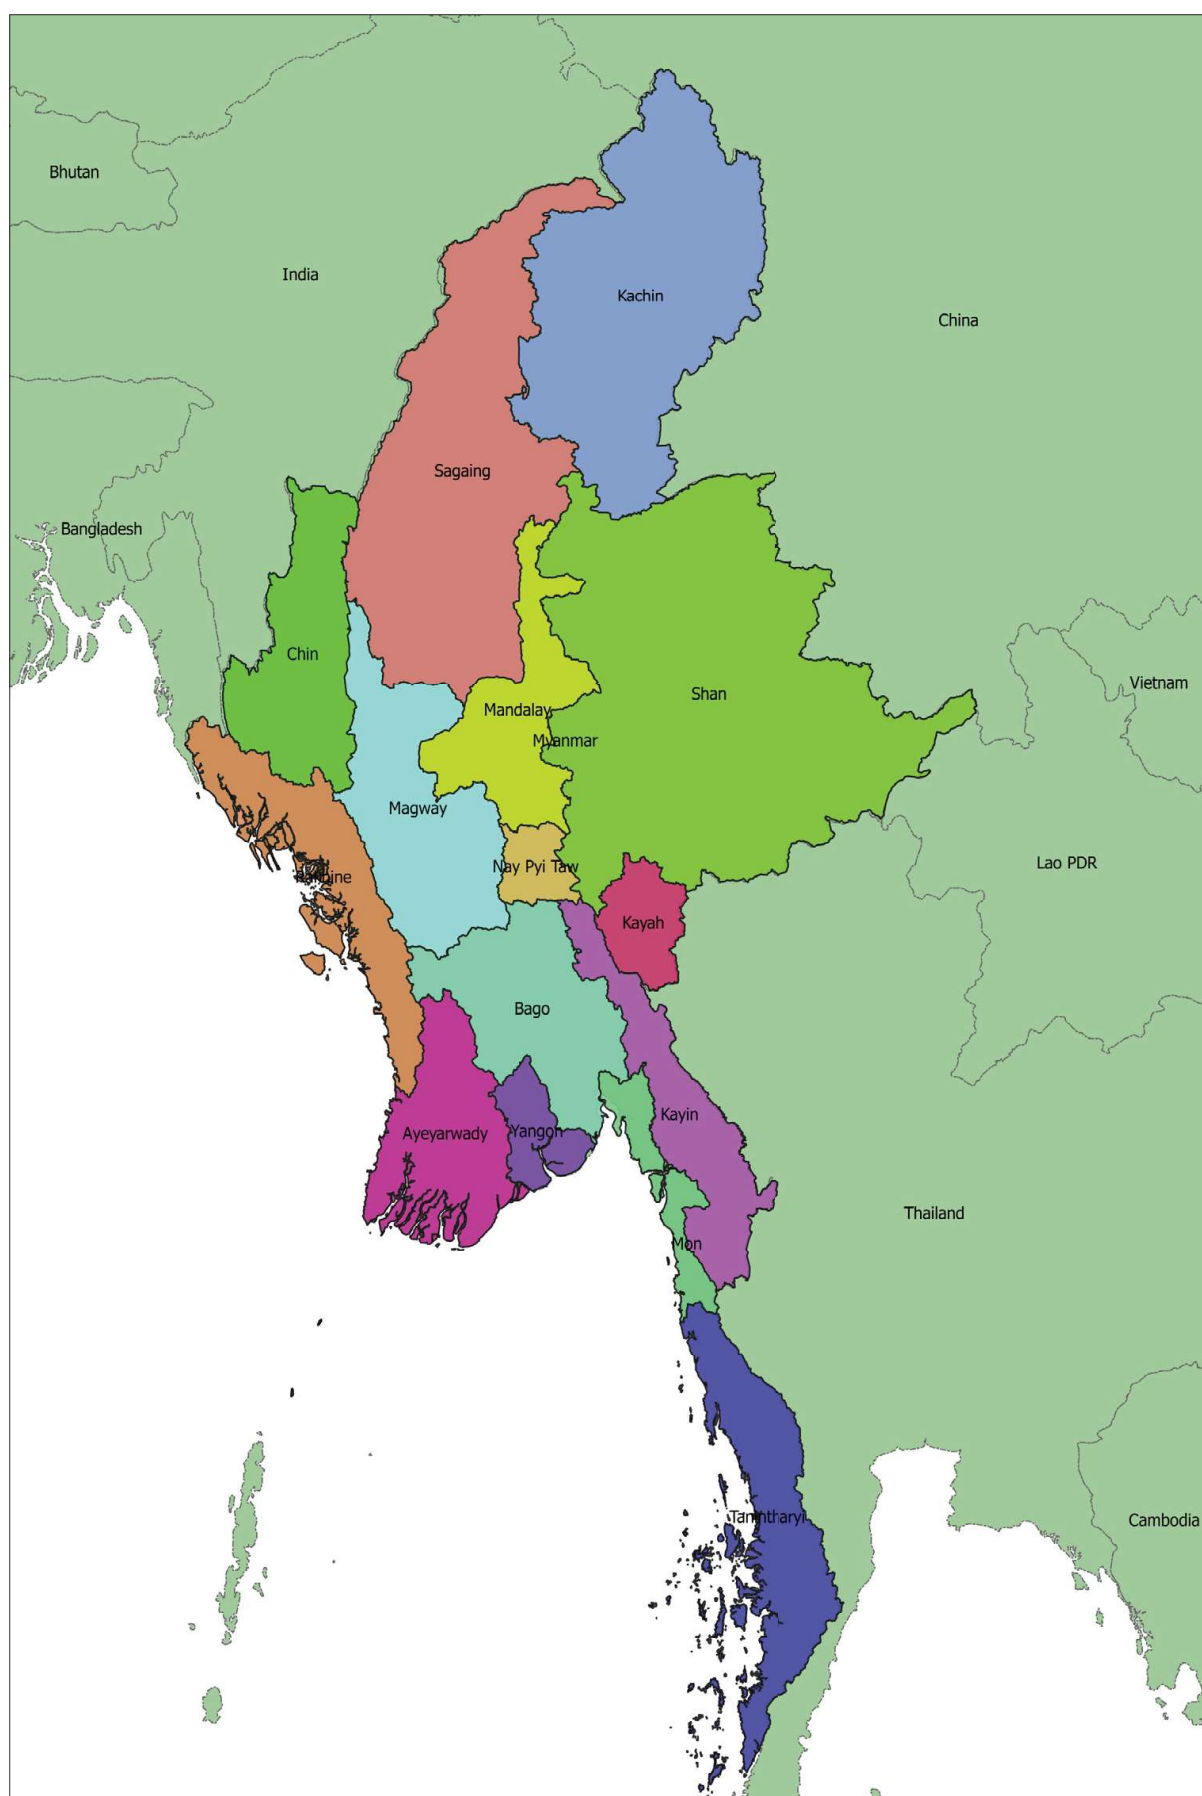 Bhutan
India
Kachin
China
Sagaing
Bangladesh
Chin
Vietnam
Shan
Mandalay
Myanmar
Magway
Lao PDR
Nay Pyi Taw
Rakhine
Kayah
Bago
Kayin
Ayeyarwady
Yangon
Thailand
Mon
Tanintharyi
Cambodia